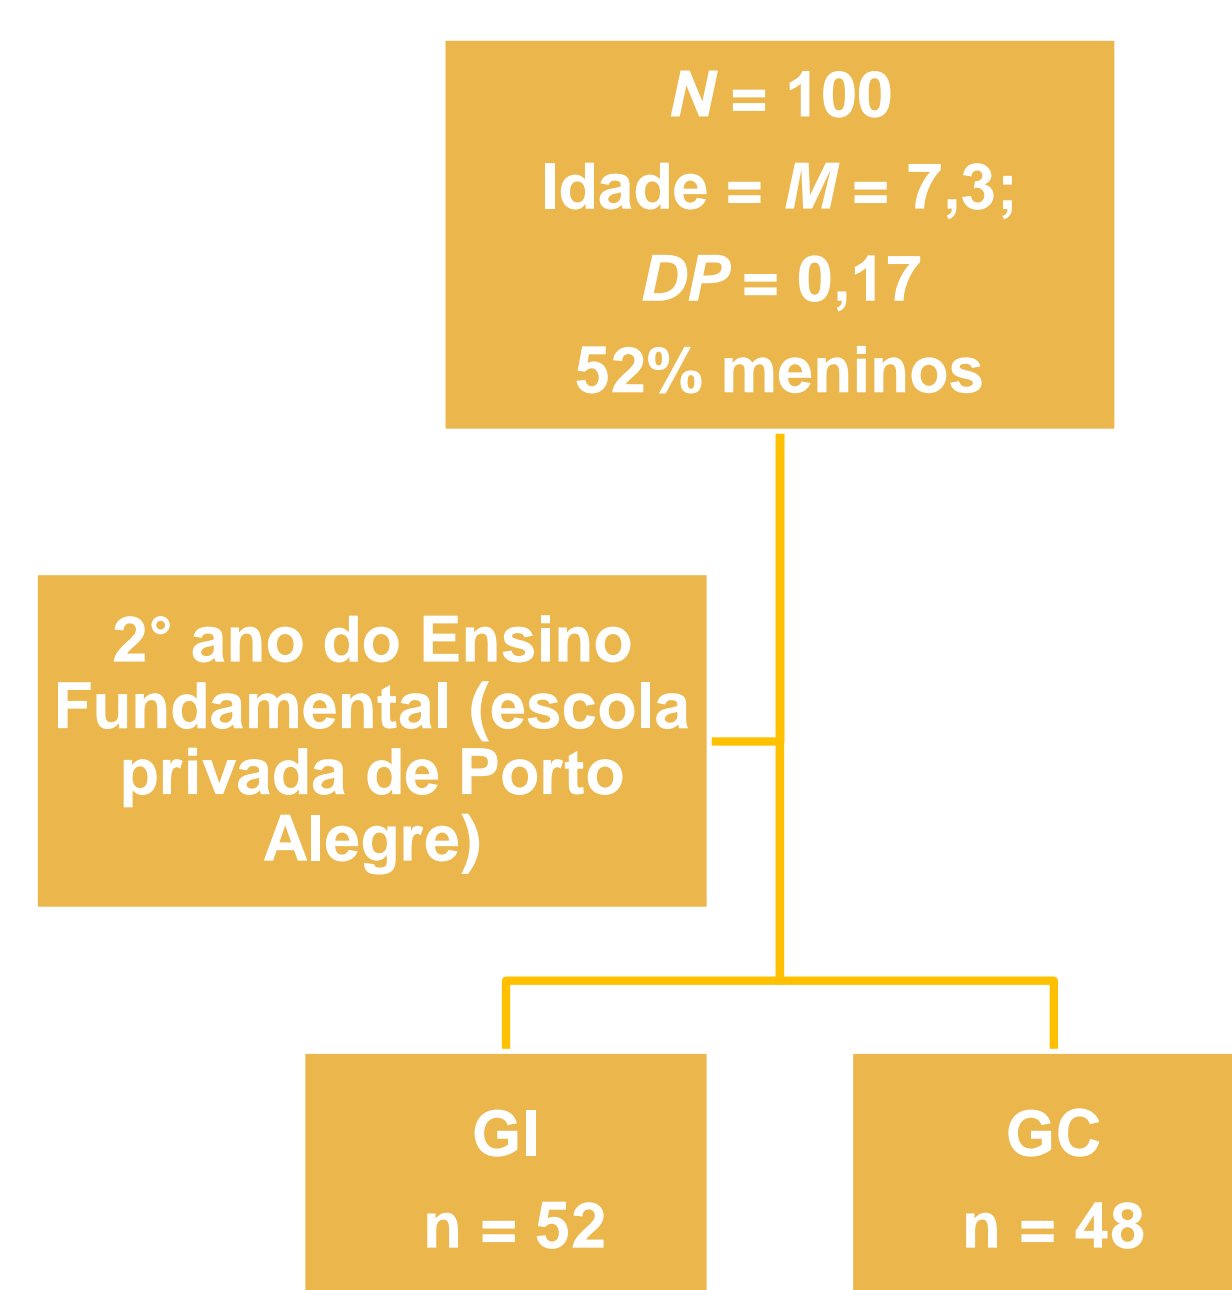 N = 100
Idade = M = 7,3;
DP = 0,17
52% meninos
2° ano do Ensino
Fundamental (escola
privada de Porto
Alegre)
GI
n = 52
GC
n = 48